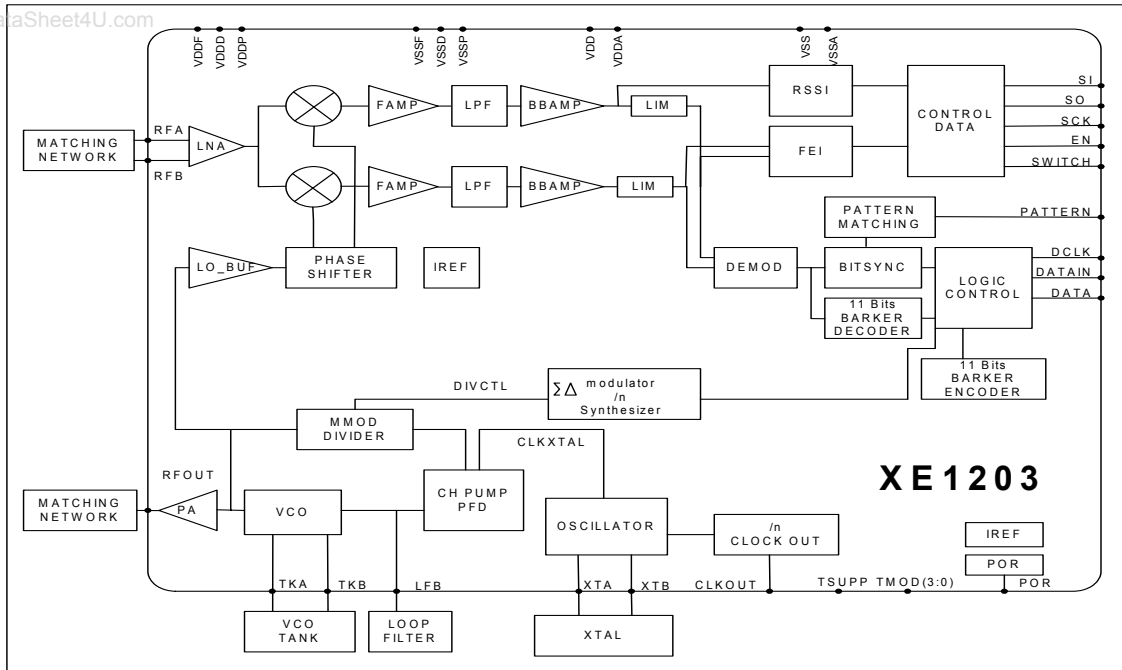 taSheet4U.com
VDDF
VDDD
VDDP
VSSF
VSSD
VSSP
VDD
VDDA
VSS
VSSA
MATCHING
NETWORK
RFA
RFB
LNA
FAMP
LPF
BBAMP
LIM
RSSI
CONTROL
DATA
SI
SO
SCK
EN
SWITCH
FAMP
LPF
BBAMP
LIM
FEI
PATTERN
MATCHING
PATTERN
LO_BUF
PHASE
SHIFTER
IREF
DEMOD
BITSYNC
LOGIC
CONTROL
DCLK
DATAIN
DATA
11 Bits
BARKER
DECODER
11 Bits
BARKER
ENCODER
DIVCTL
Σ∆ modulator
/n
Synthesizer
MMOD
DIVIDER
CLKXTAL
RFOUT
MATCHING
NETWORK
PA
VCO
CH PUMP
PFD
OSCILLATOR
/n
CLOCK OUT
XE1203
IREF
POR
TKA
TKB
LFB
XTA
XTB
CLKOUT
TSUPP TMOD(3:0)
POR
VCO
TANK
LOOP
FILTER
XTAL